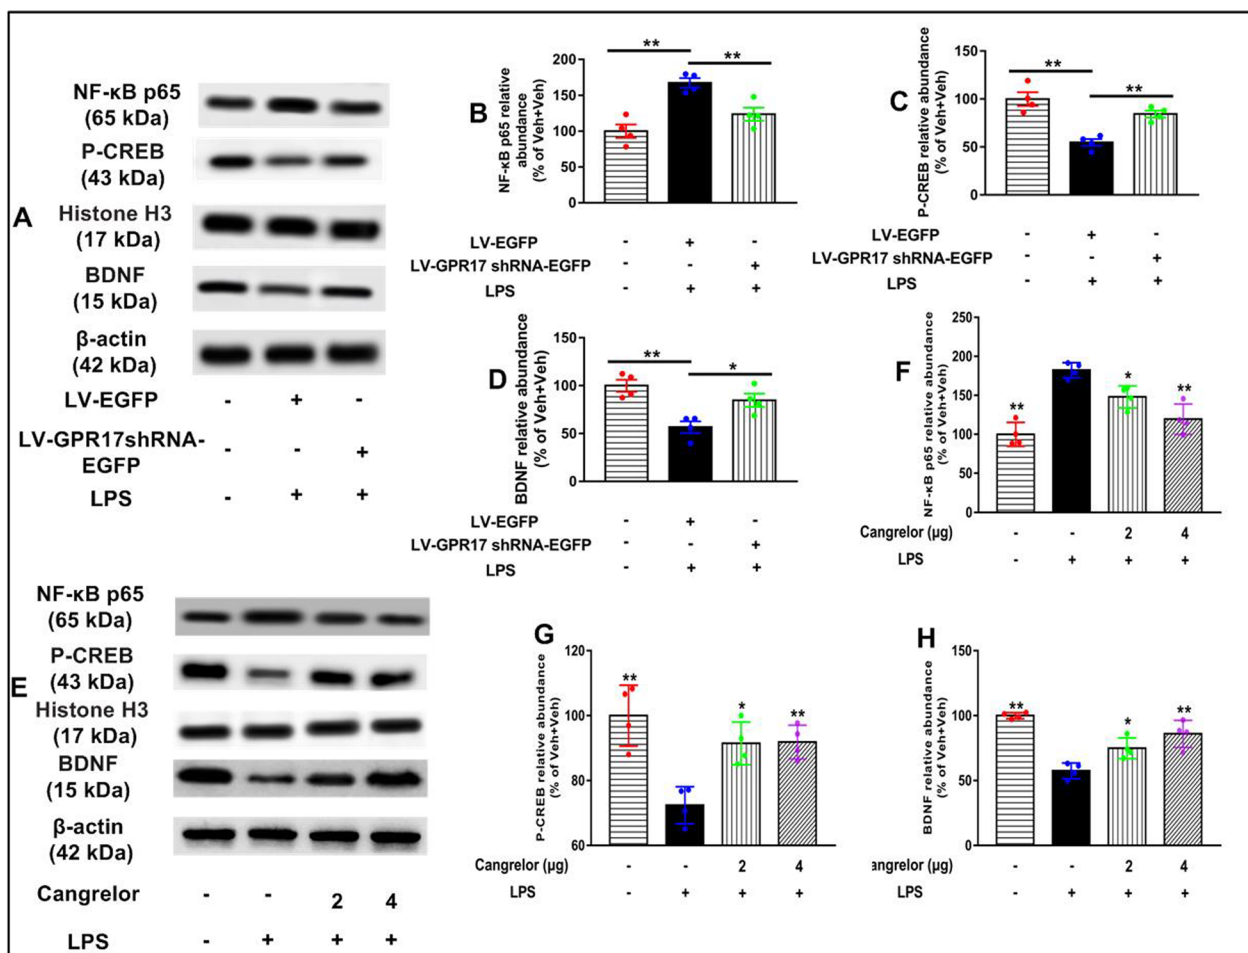 A
NF-κB p65
(65 kDa)
P-CREB
(43 kDa)
Histone H3
(17 kDa)
BDNF
(15 kDa)
β-actin
(42 kDa)
LV-EGFP - + -
LV-GPR17shRNA-
EGFP - - +
LPS - + +
B
NF-κB p65 relative
abundance
(% of Veh+Veh)
200
150
100
50
0
** **
LV-EGFP - + -
LV-GPR17 shRNA-EGFP - - +
LPS - + +
C
P-CREB relative abundance
(% of Veh+Veh)
150
100
50
0
** **
LV-EGFP - + -
LV-GPR17 shRNA-EGFP - - +
LPS - + +
D
BDNF relative abundance
(% of Veh+Veh)
150
100
50
0
** *
LV-EGFP - + -
LV-GPR17 shRNA-EGFP - - +
LPS - + +
E
NF-κB p65
(65 kDa)
P-CREB
(43 kDa)
Histone H3
(17 kDa)
BDNF
(15 kDa)
β-actin
(42 kDa)
Cangrelor - - 2 4
LPS - + + +
F
NF-κB p65 relative abundance
(% of Veh+Veh)
250
200
150
100
50
0
** * **
Cangrelor (μg) - - 2 4
LPS - + + +
G
P-CREB relative abundance
(% of Veh+Veh)
120
100
80
60
** * **
Cangrelor (μg) - - 2 4
LPS - + + +
H
BDNF relative abundance
(% of Veh+Veh)
150
100
50
0
** * **
angrelor (μg) - - 2 4
LPS - + + +